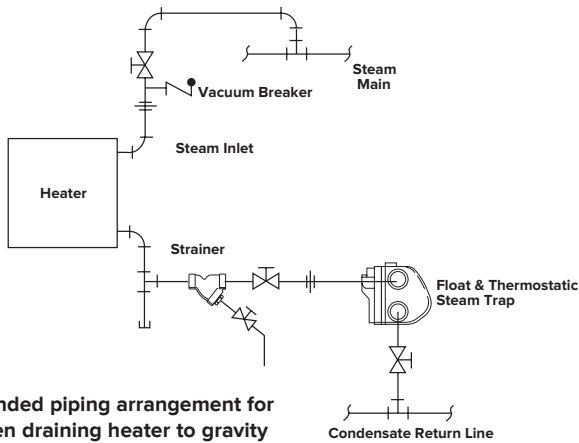 Steam
Main
Vacuum Breaker
Steam Inlet
Heater
Strainer
Float & Thermostatic
Steam Trap
nded piping arrangement for
en draining heater to gravity
Condensate Return Line